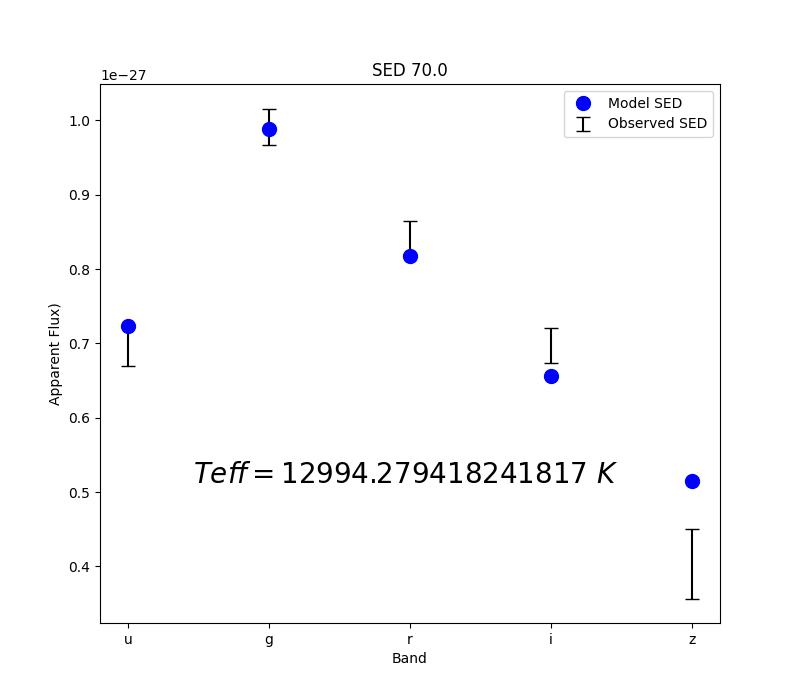 SED 70.0
1e−27
Model SED
Observed SED
1.0
0.9
0.8
0.7
0.6
0.5
0.4
Apparent Flux)
Teff = 12994.279418241817 K
u g r i z
Band